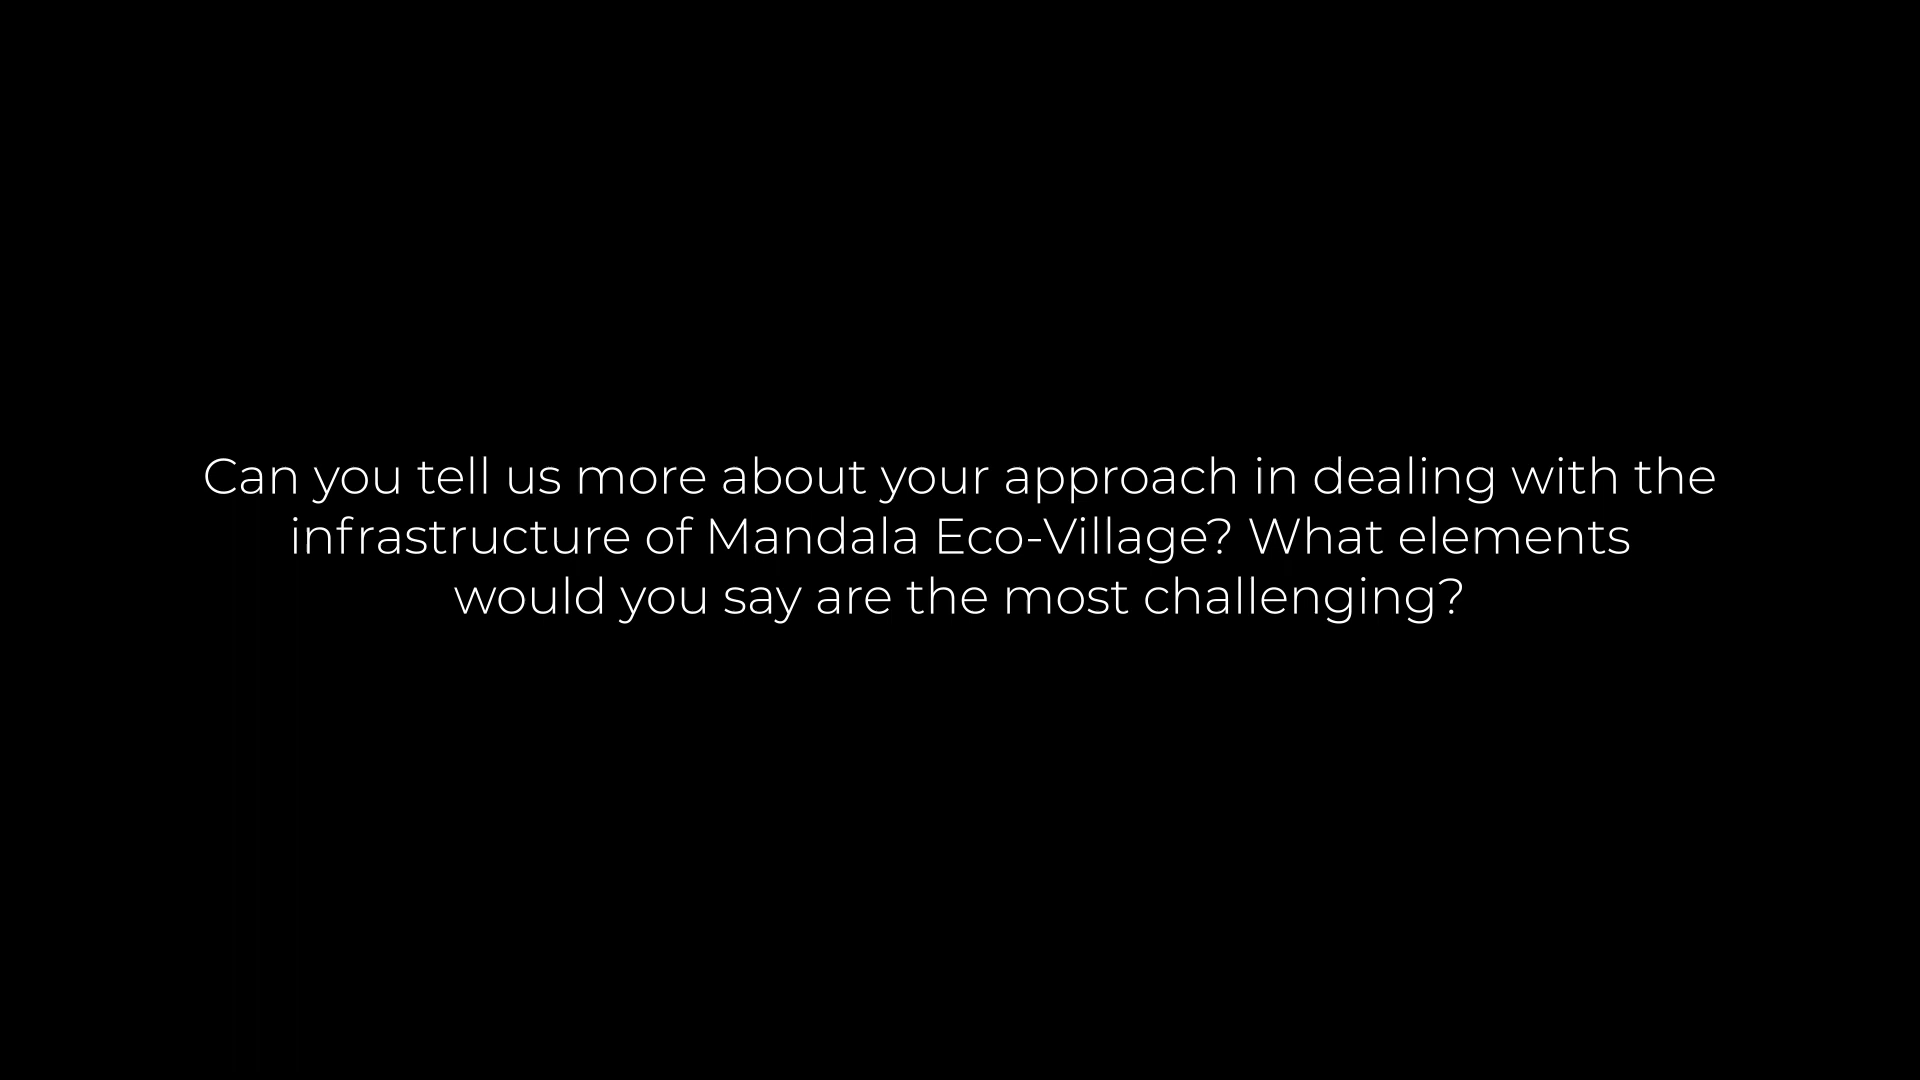 Can you tell us more about your approach in dealing with the
infrastructure of Mandala Eco-Village? What elements
would you say are the most challenging?